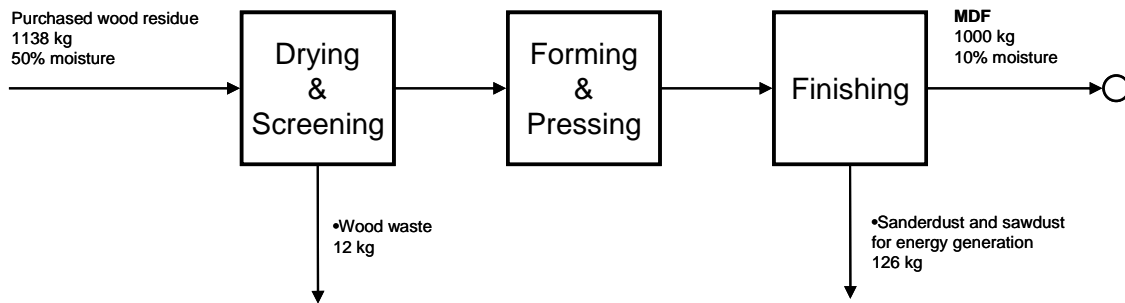 Purchased wood residue
1138 kg
50% moisture
Drying
&
Screening
Forming
&
Pressing
Finishing
MDF
1000 kg
10% moisture
•Wood waste
12 kg
•Sanderdust and sawdust
for energy generation
126 kg